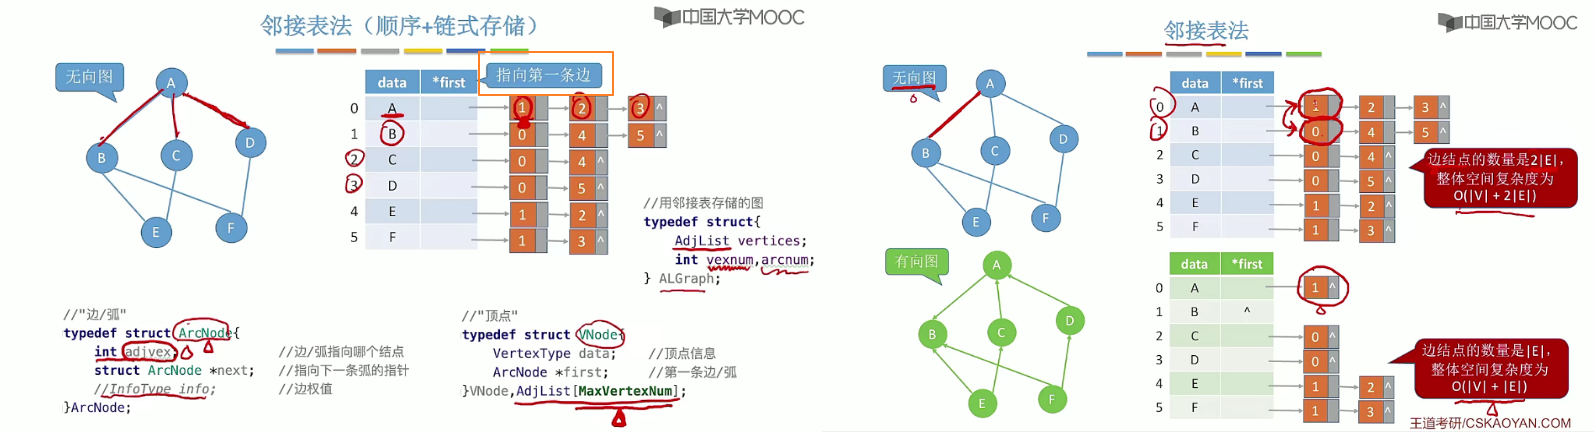 邻接表法（顺序+链式存储）
中国大学MOOC
无向图
A
B
C
D
E
F
data *first
指向第一条边
0 A 1 2 3 ^
1 B 0 4 5 ^
2 C 0 4 ^
3 D 0 5 ^
4 E 1 2 ^
5 F 1 3 ^
//用邻接表存储的图
typedef struct{
AdjList vertices;
int vexnum,arcnum;
} ALGraph;
//"边/弧"
typedef struct ArcNode{
int adjvex; //边/弧指向哪个结点
struct ArcNode *next; //指向下一条弧的指针
//InfoType info; //边权值
}ArcNode;
//"顶点"
typedef struct VNode{
VertexType data; //顶点信息
ArcNode *first; //第一条边/弧
}VNode,AdjList[MaxVertexNum];
邻接表法
中国大学MOOC
无向图
A
B
C
D
E
F
data *first
0 A 1 2 3 ^
1 B 0 4 5 ^
2 C 0 4 ^
3 D 0 5 ^
4 E 1 2 ^
5 F 1 3 ^
边结点的数量是2|E|，
整体空间复杂度为
O(|V| + 2|E|)
有向图
A
B
C
D
E
F
data *first
0 A 1 ^
1 B ^
2 C 0 ^
3 D 0 ^
4 E 1 2 ^
5 F 1 3 ^
边结点的数量是|E|，
整体空间复杂度为
O(|V| + |E|)
王道考研/CSKAOYAN.COM